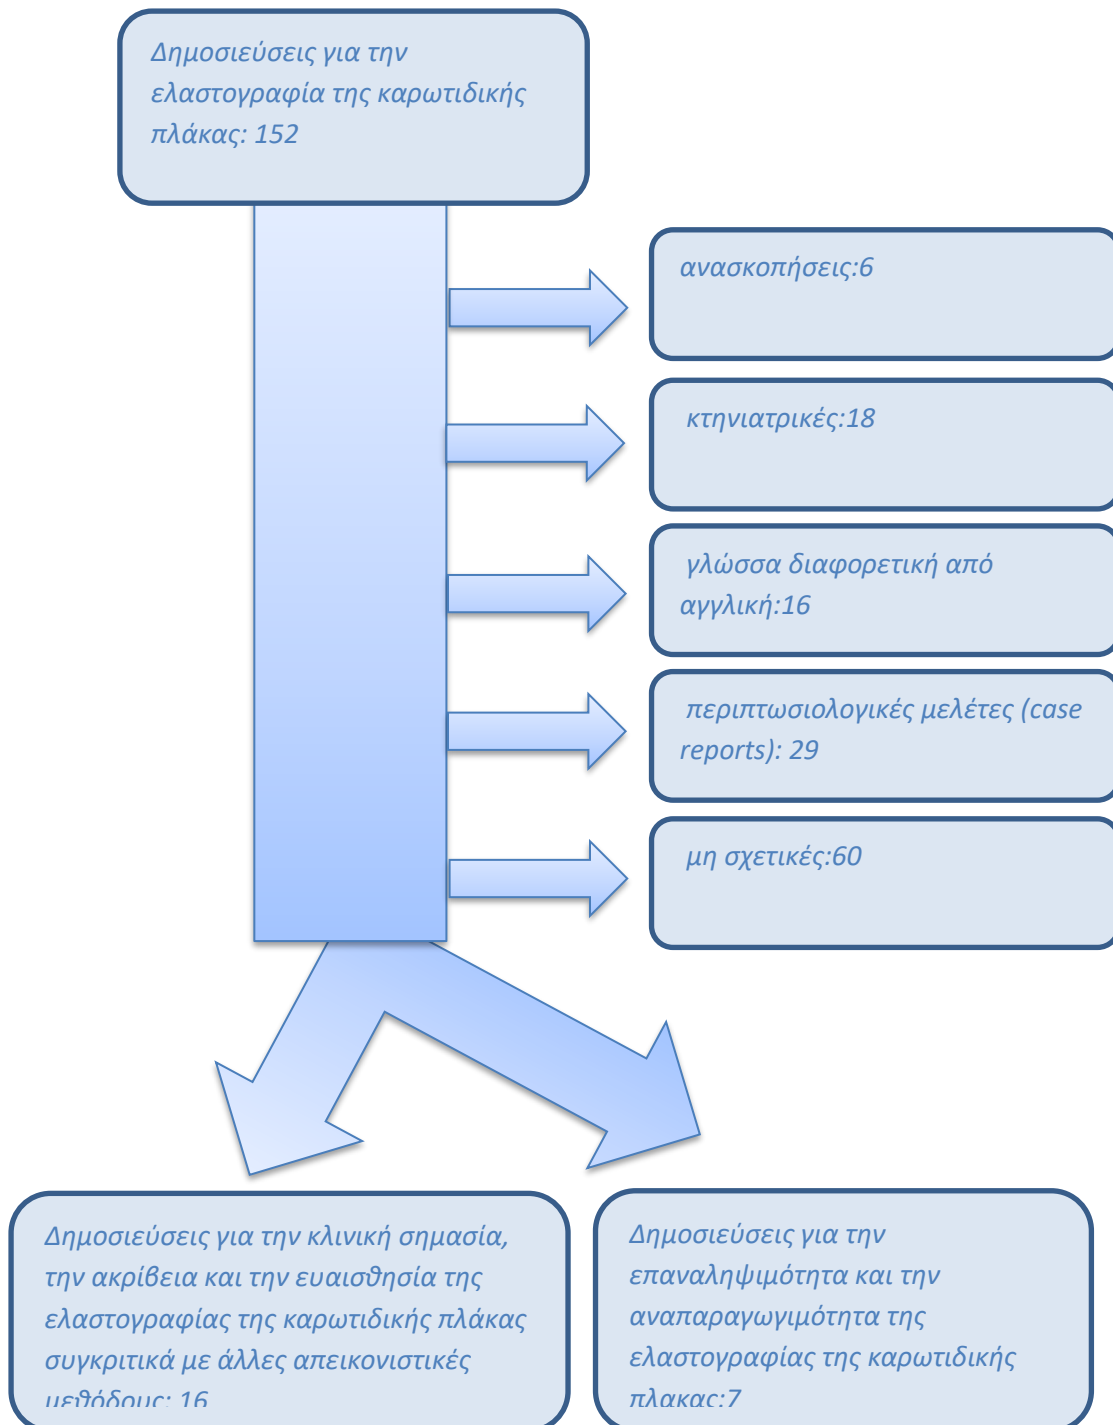 Δημοσιεύσεις για την
ελαστογραφία της καρωτιδικής
πλάκας: 152
ανασκοπήσεις:6
κτηνιατρικές:18
γλώσσα διαφορετική από
αγγλική:16
περιπτωσιολογικές μελέτες (case
reports): 29
μη σχετικές:60
Δημοσιεύσεις για την κλινική σημασία,
την ακρίβεια και την ευαισθησία της
ελαστογραφίας της καρωτιδικής πλάκας
συγκριτικά με άλλες απεικονιστικές
μεθόδους: 16
Δημοσιεύσεις για την
επαναληψιμότητα και την
αναπαραγωγιμότητα της
ελαστογραφίας της καρωτιδικής
πλακας:7